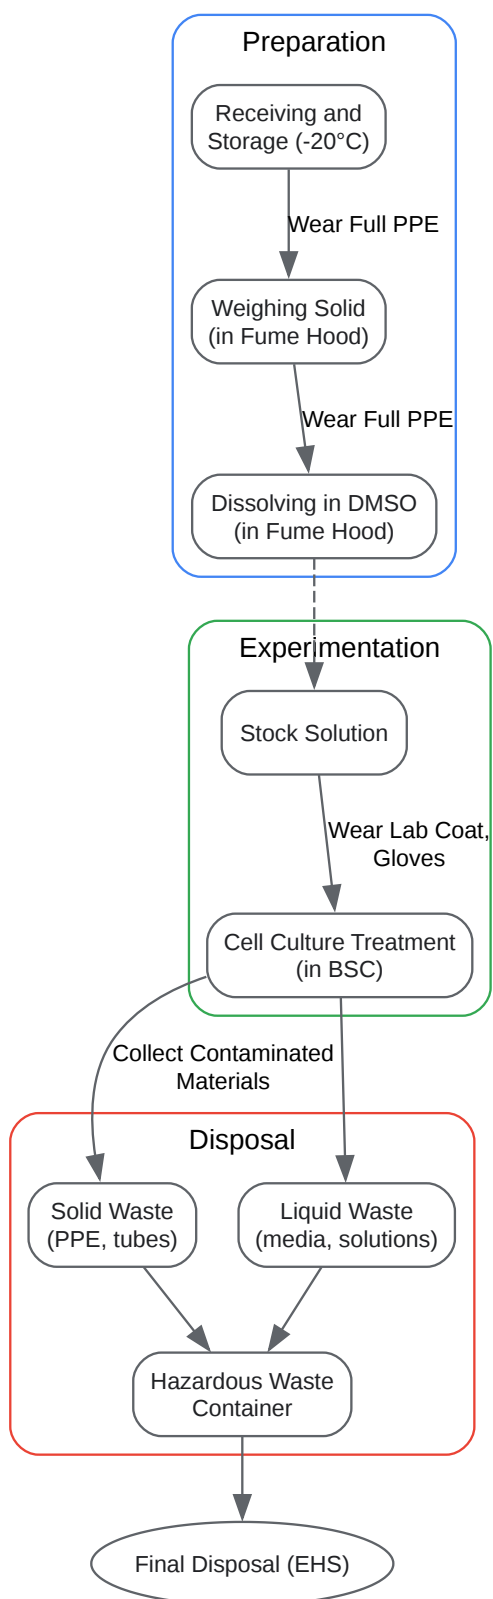 Preparation
Receiving and
Storage (-20°C)
Wear Full PPE
Weighing Solid
(in Fume Hood)
Wear Full PPE
Dissolving in DMSO
(in Fume Hood)
Experimentation
Stock Solution
Wear Lab Coat,
Gloves
Cell Culture Treatment
(in BSC)
Collect Contaminated
Materials
Disposal
Solid Waste
(PPE, tubes)
Liquid Waste
(media, solutions)
Hazardous Waste
Container
Final Disposal (EHS)